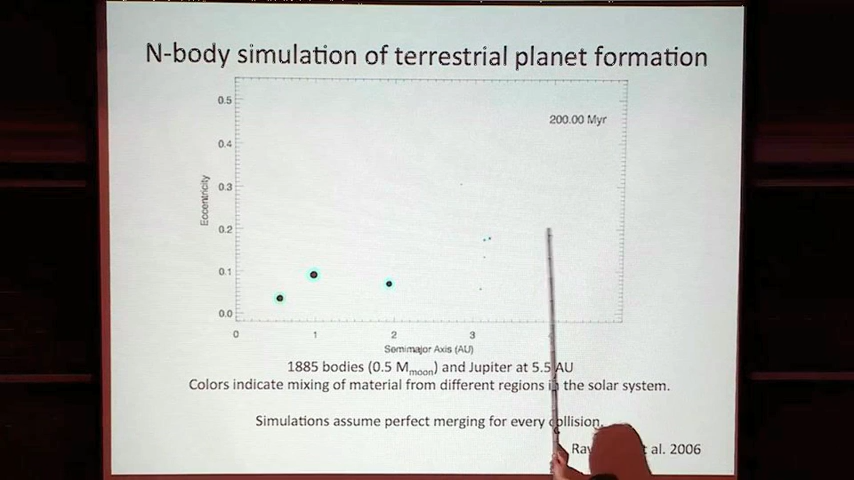 N-body simulation of terrestrial planet formation
0.5
200.00 Myr
0.4
Eccentricity
0.3
0.2
0.1
0.0
0 1 2 3
Semimajor Axis (AU)
1885 bodies (0.5 Mmoon) and Jupiter at 5.5 AU
Colors indicate mixing of material from different regions in the solar system.
Simulations assume perfect merging for every collision.
al. 2006